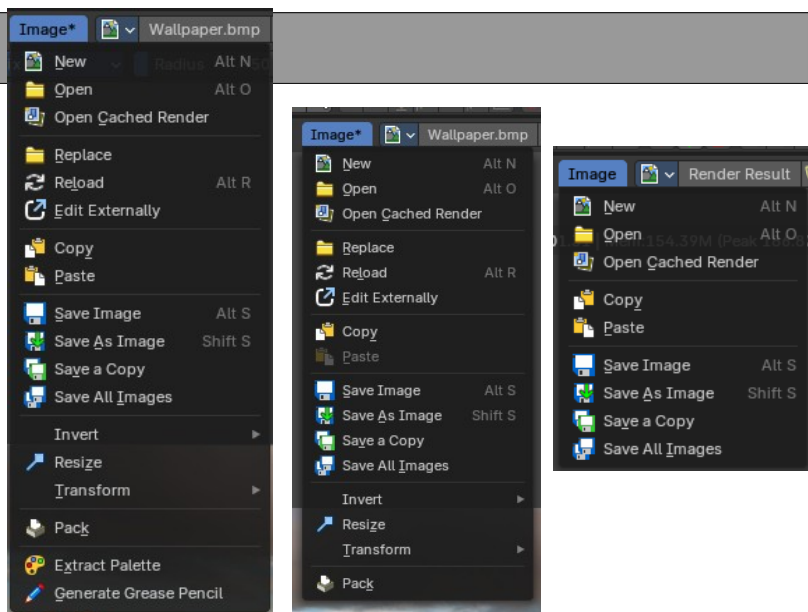 Image* Wallpaper.bmp
New Alt N
Open Alt O
Open Cached Render
Replace
Reload Alt R
Edit Externally
Copy
Paste
Save Image Alt S
Save As Image Shift S
Save a Copy
Save All Images
Invert
Resize
Transform
Pack
Extract Palette
Generate Grease Pencil
Image* Wallpaper.bmp
New Alt N
Open Alt O
Open Cached Render
Replace
Reload Alt R
Edit Externally
Copy
Paste
Save Image Alt S
Save As Image Shift S
Save a Copy
Save All Images
Invert
Resize
Transform
Pack
Image Render Result
New Alt N
Open Alt O
Open Cached Render
Copy
Paste
Save Image Alt S
Save As Image Shift S
Save a Copy
Save All Images